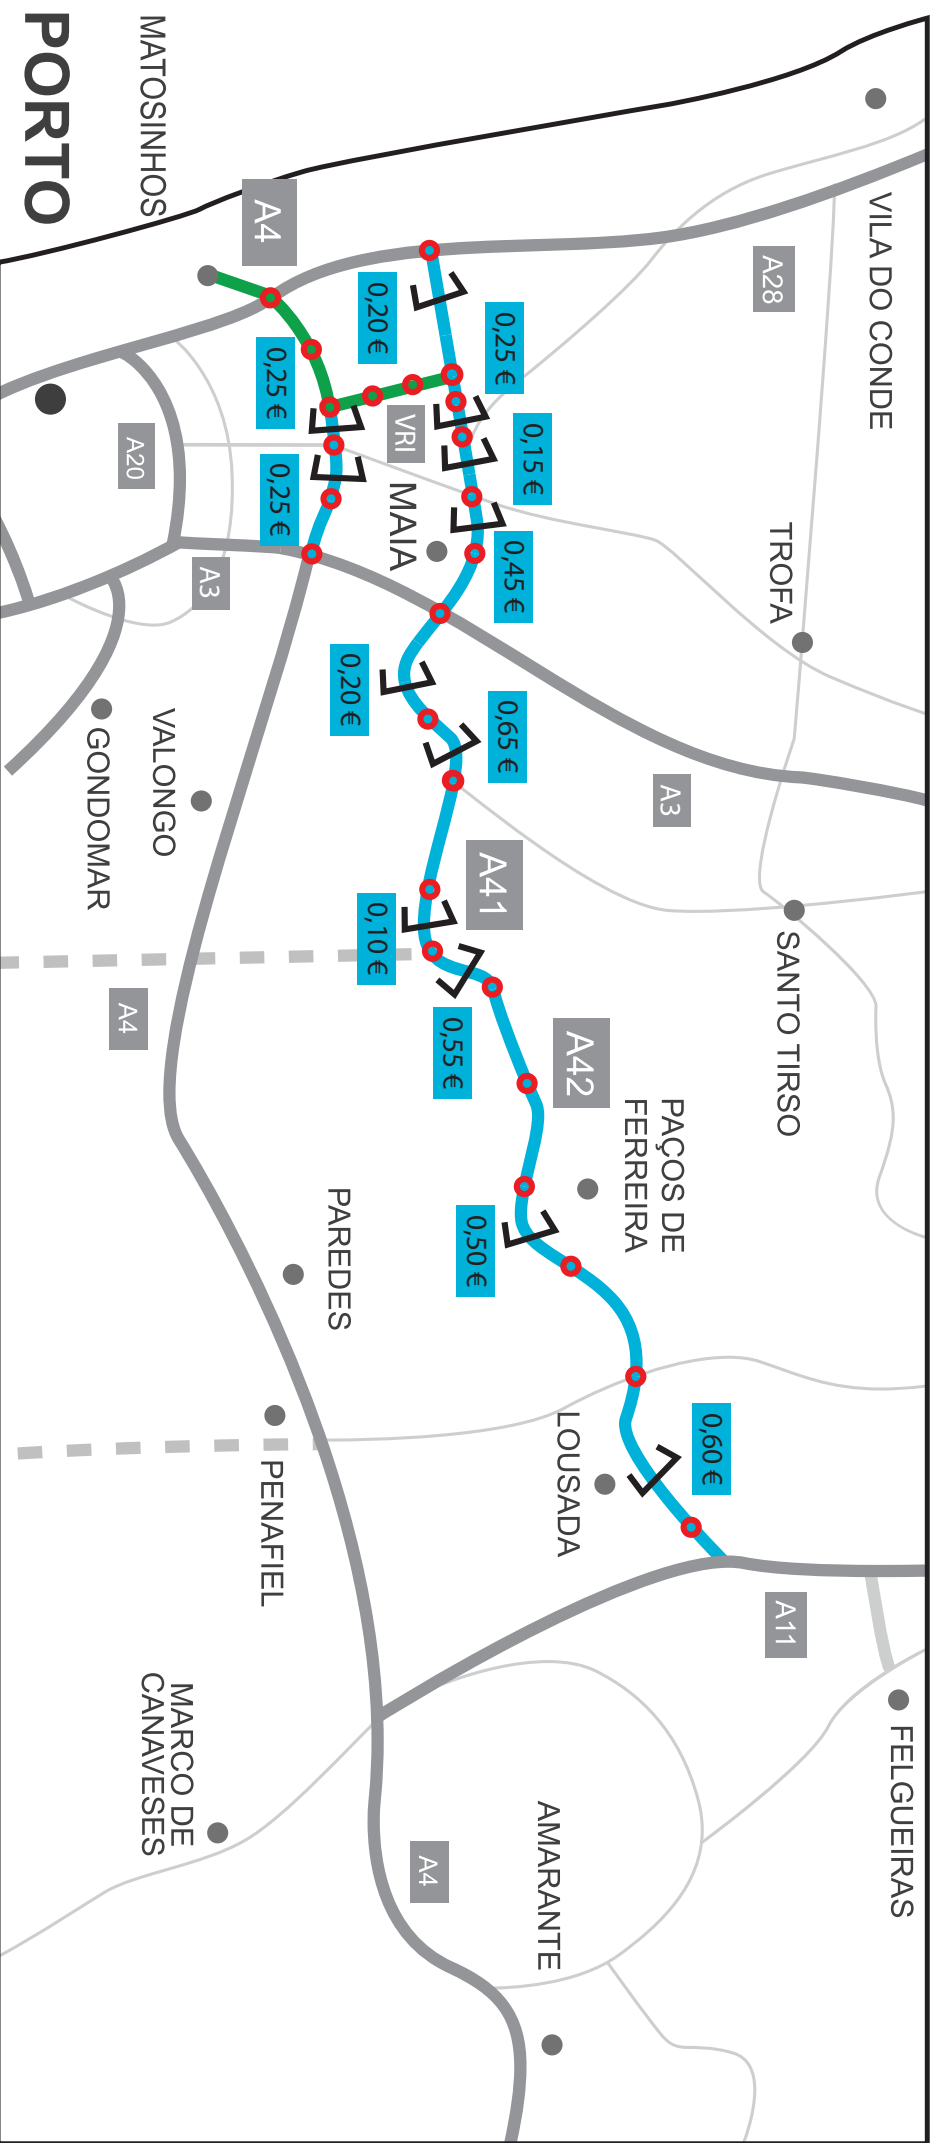 VILA DO CONDE
FELGUEIRAS
A28
TROFA
SANTO TIRSO
A11
0,60 €
A3
PAÇOS DE
FERREIRA
A42
LOUSADA
AMARANTE
0,25 €
0,15 €
0,45 €
0,65 €
A41
0,55 €
0,50 €
0,20 €
VRI
MAIA
0,20 €
0,10 €
PAREDES
A4
A4
0,25 €
0,25 €
A3
PENAFIEL
MATOSINHOS
A20
VALONGO
A4
MARCO DE
CANAVESES
GONDOMAR
PORTO